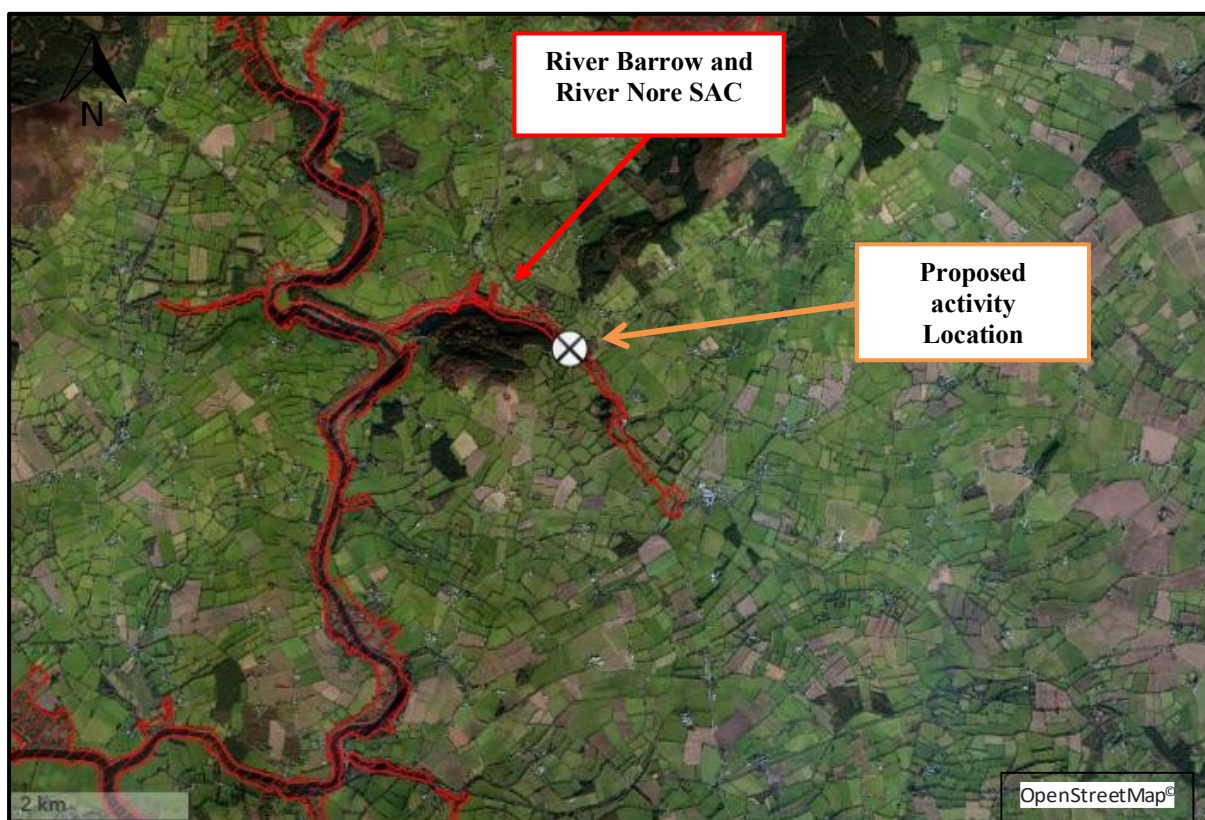 River Barrow and
River Nore SAC
N
Proposed
activity
Location
2 km
OpenStreetMap©